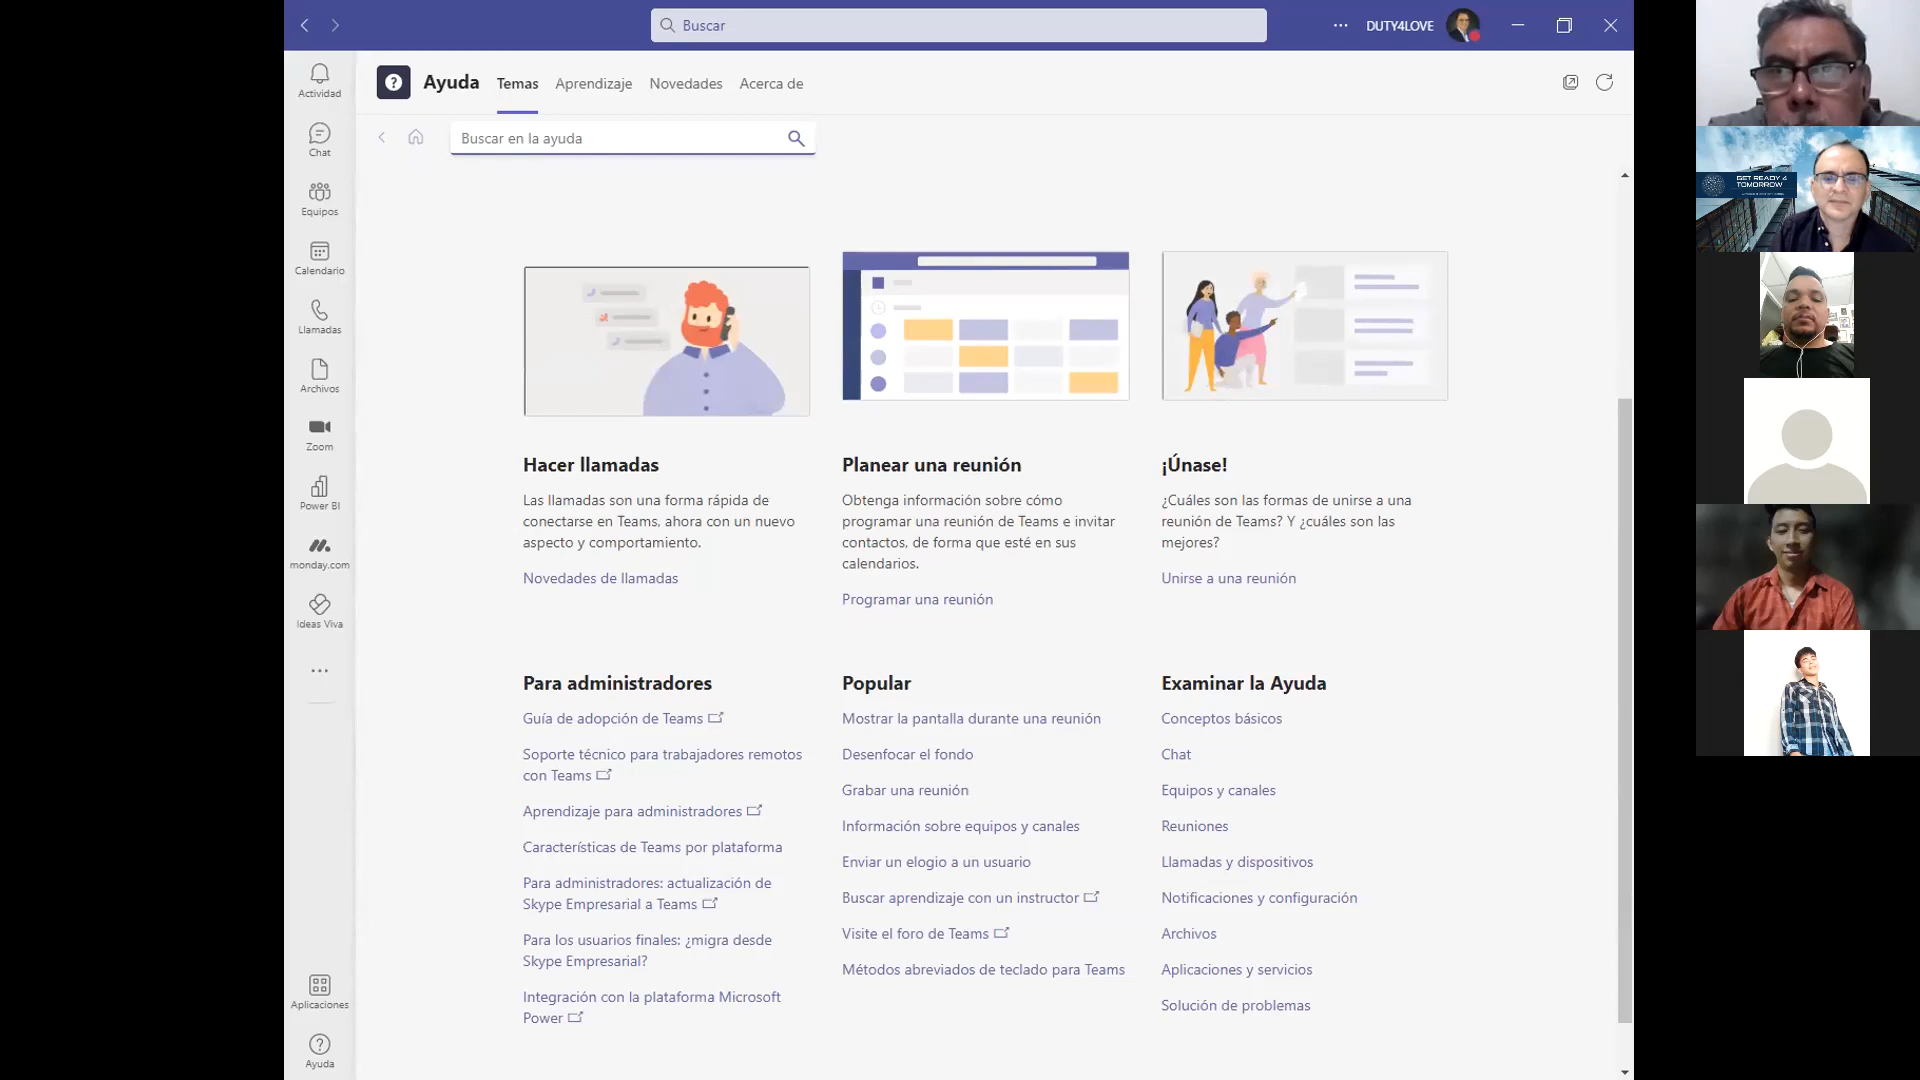 Buscar
DUTY4LOVE
Actividad
Chat
Equipos
Calendario
Llamadas
Archivos
Zoom
Power BI
monday.com
Ideas Viva
Aplicaciones
Ayuda
Ayuda
Temas
Aprendizaje
Novedades
Acerca de
Buscar en la ayuda
Hacer llamadas
Las llamadas son una forma rápida de
conectarse en Teams, ahora con un nuevo
aspecto y comportamiento.
Novedades de llamadas
Planear una reunión
Obtenga información sobre cómo
programar una reunión de Teams e invitar
contactos, de forma que esté en sus
calendarios.
Programar una reunión
¡Únase!
¿Cuáles son las formas de unirse a una
reunión de Teams? Y ¿cuáles son las
mejores?
Unirse a una reunión
Para administradores
Guía de adopción de Teams
Soporte técnico para trabajadores remotos
con Teams
Aprendizaje para administradores
Características de Teams por plataforma
Para administradores: actualización de
Skype Empresarial a Teams
Para los usuarios finales: ¿migra desde
Skype Empresarial?
Integración con la plataforma Microsoft
Power
Popular
Mostrar la pantalla durante una reunión
Desenfocar el fondo
Grabar una reunión
Información sobre equipos y canales
Enviar un elogio a un usuario
Buscar aprendizaje con un instructor
Visite el foro de Teams
Métodos abreviados de teclado para Teams
Examinar la Ayuda
Conceptos básicos
Chat
Equipos y canales
Reuniones
Llamadas y dispositivos
Notificaciones y configuración
Archivos
Aplicaciones y servicios
Solución de problemas
GET READY 4
TOMORROW